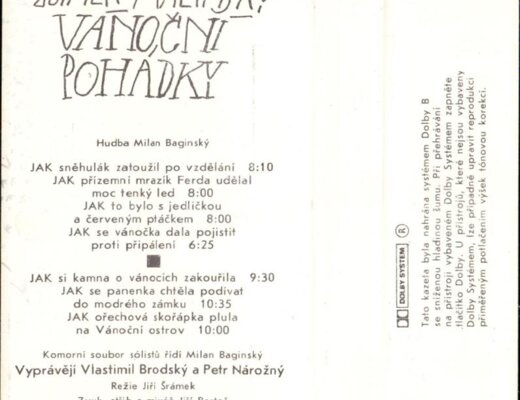 VÁNOČNÍ
POHÁDKY
Hudba Milan Baginský
JAK sněhulák zatoužil po vzdělání 8:10
JAK přízemní mrazík Ferda udělal
moc tenký led 8:00
JAK to bylo s jedličkou
a červeným ptáčkem 8:00
JAK se vánočka dala pojistit
proti připálení 6:25
JAK si kamna o vánocích zakouřila 9:30
JAK se panenka chtěla podívat
do modrého zámku 10:35
JAK ořechová skořápka plula
na Vánoční ostrov 10:00
Komorní soubor sólistů řídí Milan Baginský
Vyprávějí Vlastimil Brodský a Petr Nárožný
Režie Jiří Šrámek
DOLBY SYSTEM ®
Tato kazeta byla nahrána systémem Dolby B
se sníženou hladinou šumu. Při přehrávání
na přístroji vybaveném Dolby Systémem zapněte
tlačítko Dolby. U přístrojů, které nejsou vybaveny
Dolby Systémem, lze případně upravit reprodukci
přiměřeným potlačením výšek tónovou korekcí.